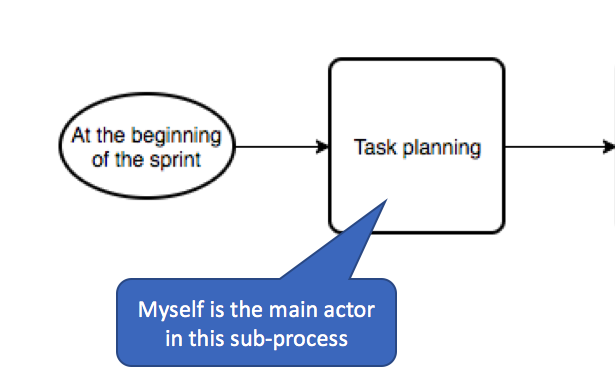 At the beginning
of the sprint
Task planning
Myself is the main actor
in this sub-process